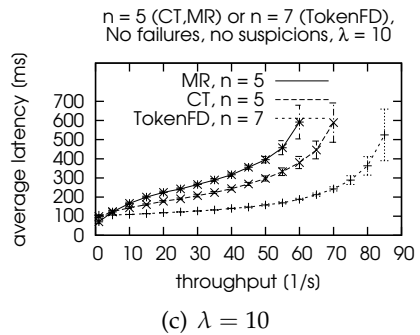 n = 5 (CT,MR) or n = 7 (TokenFD),
No failures, no suspicions, λ = 10
MR, n = 5
CT, n = 5
TokenFD, n = 7
average latency (ms)
700
600
500
400
300
200
100
0
0 10 20 30 40 50 60 70 80 90
throughput [1/s]
(c) λ = 10